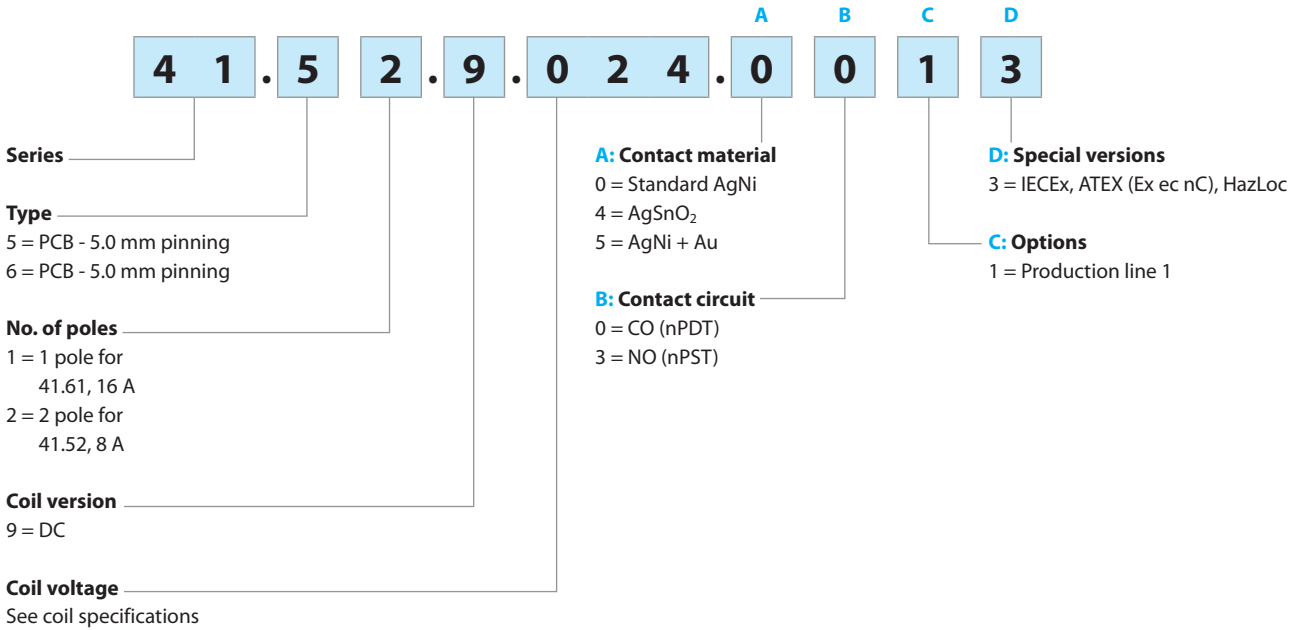 A B C D
4 1 . 5 2 . 9 . 0 2 4 . 0 0 1 3
Series
Type
5 = PCB - 5.0 mm pinning
6 = PCB - 5.0 mm pinning
No. of poles
1 = 1 pole for
41.61, 16 A
2 = 2 pole for
41.52, 8 A
Coil version
9 = DC
Coil voltage
See coil specifications
A: Contact material
0 = Standard AgNi
4 = AgSnO₂
5 = AgNi + Au
B: Contact circuit
0 = CO (nPDT)
3 = NO (nPST)
D: Special versions
3 = IECEx, ATEX (Ex ec nC), HazLoc
C: Options
1 = Production line 1